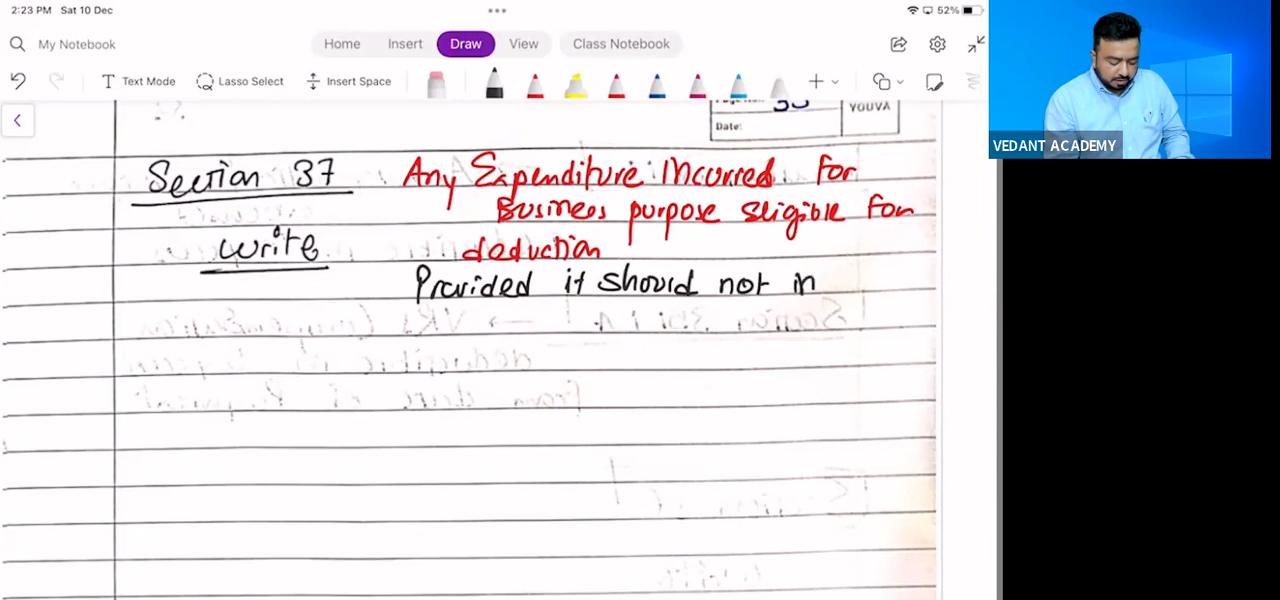 2:23 PM Sat 10 Dec
52%
My Notebook
Home Insert Draw View Class Notebook
Text Mode Lasso Select Insert Space
YOUVA
Date:
VEDANT ACADEMY
Section 37 Any Expenditure Incurred For
Business purpose eligible For
write deduction
Provided it should not in